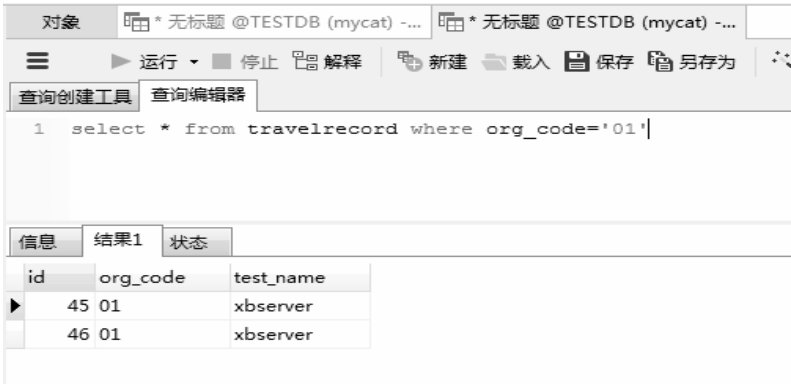 对象 * 无标题 @TESTDB (mycat) -... * 无标题 @TESTDB (mycat) -...
运行 停止 解释 新建 载入 保存 另存为
查询创建工具 查询编辑器
1 select * from travelrecord where org_code='01'
信息 结果1 状态
id org_code test_name
45 01 xbserver
46 01 xbserver